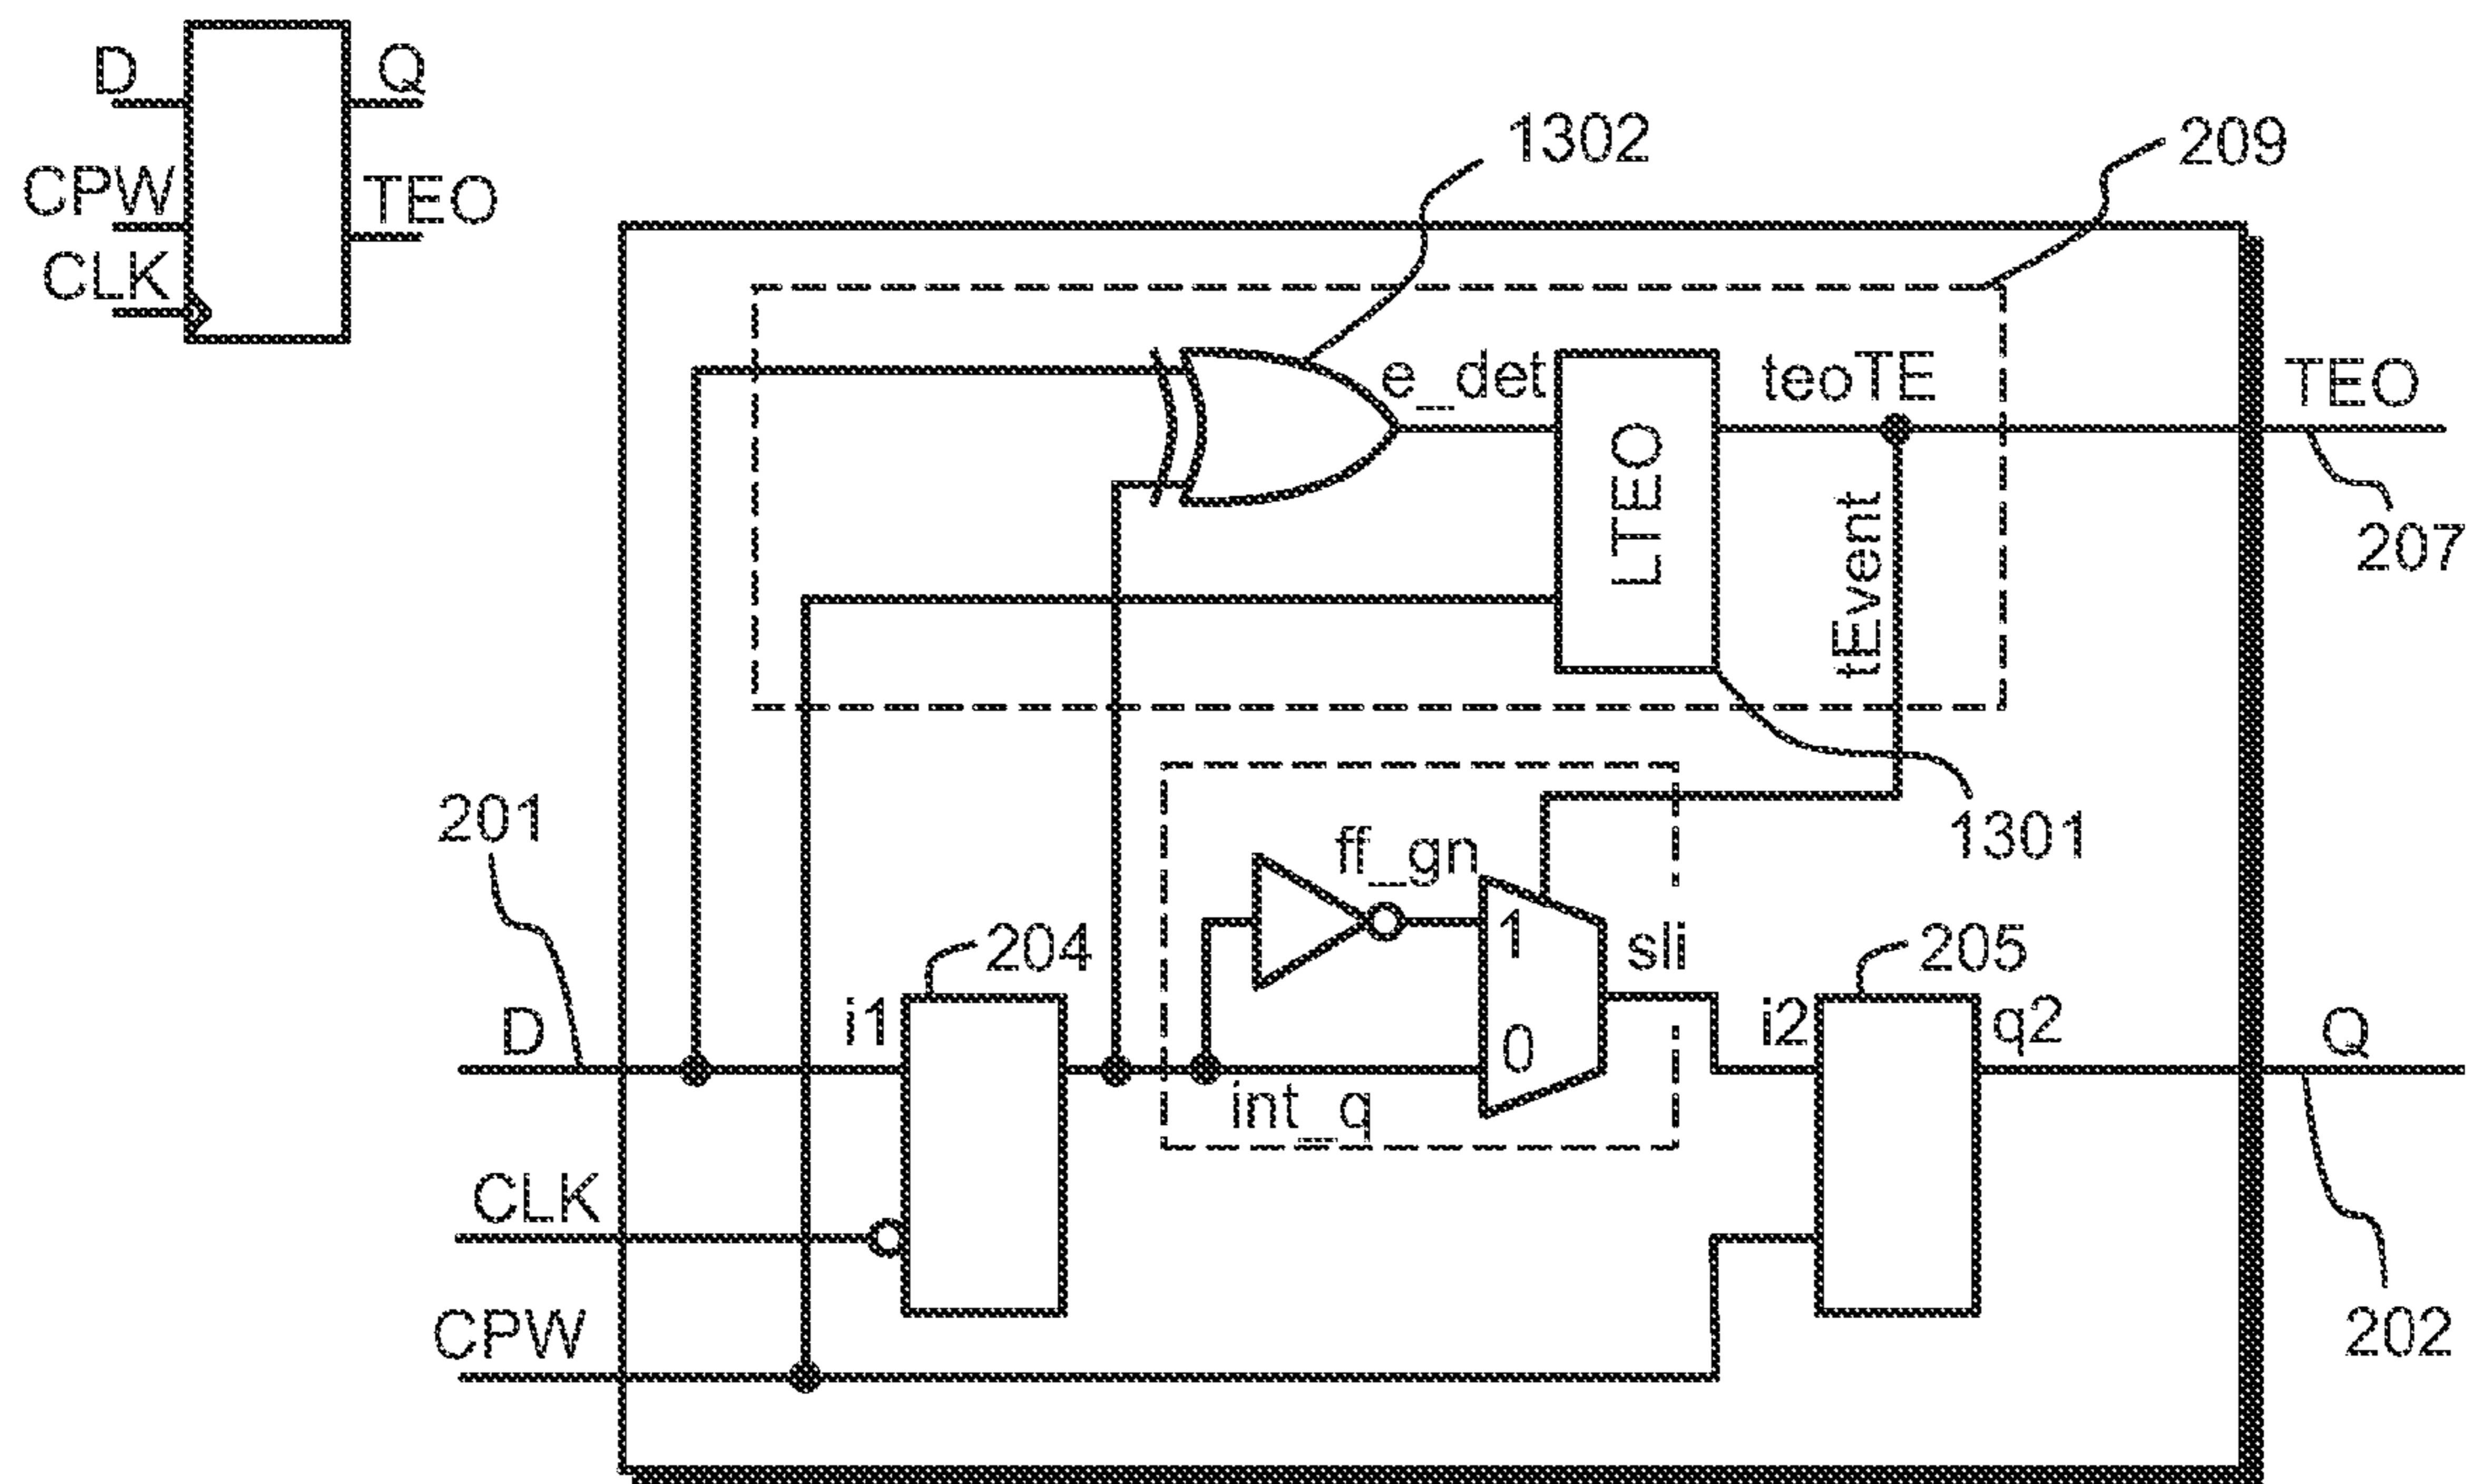 D
Q
CPW
TEO
CLK
1302
209
e_det
teoTE
TEO
LTEO
tEvent
207
201
ff_gn
1301
1
204
sli
205
D
i1
0
i2
q2
Q
int_q
CLK
CPW
202